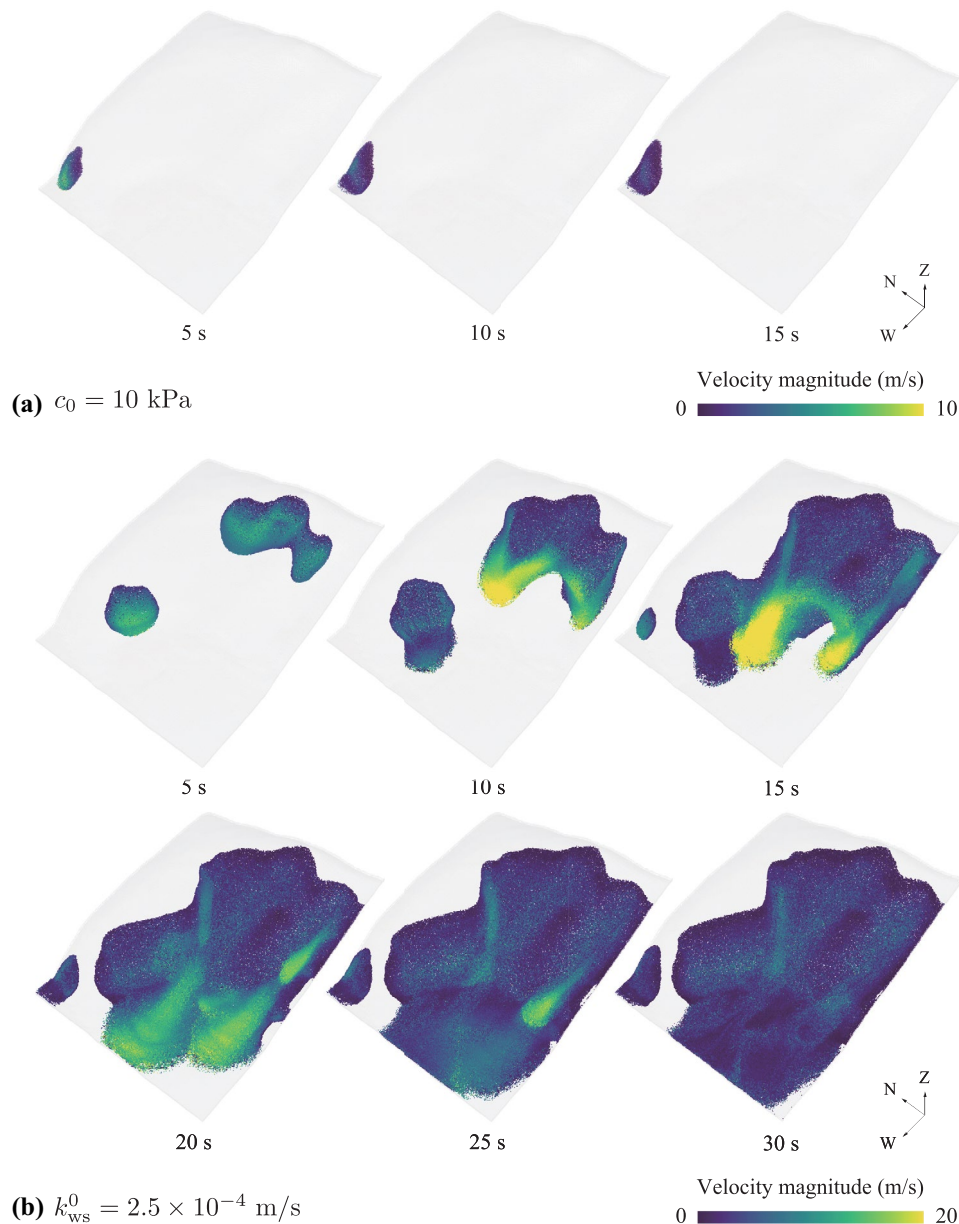 5 s 10 s 15 s
N Z W
(a) c₀ = 10 kPa
Velocity magnitude (m/s)
0 10
5 s 10 s 15 s
20 s 25 s 30 s
N Z W
(b) k⁰ws = 2.5 × 10⁻⁴ m/s
Velocity magnitude (m/s)
0 20